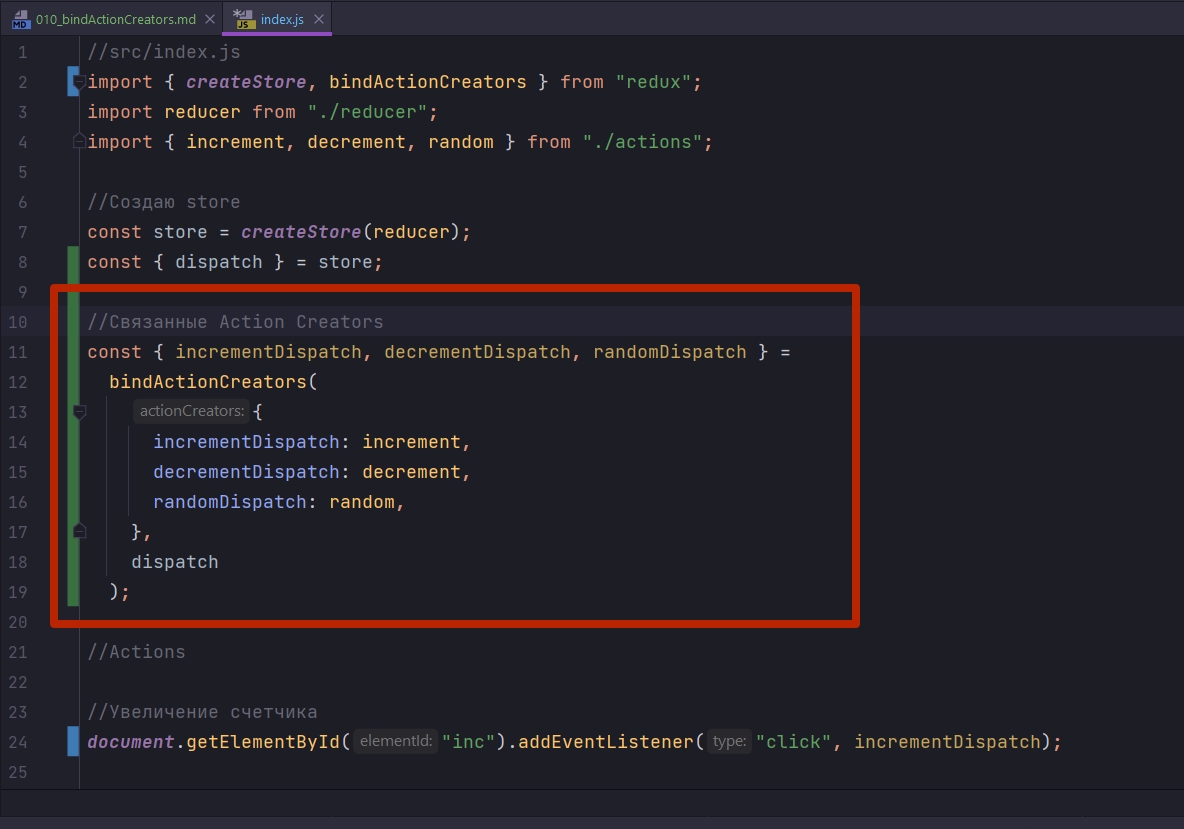 010_bindActionCreators.md index.js
1 //src/index.js
2 import { createStore, bindActionCreators } from "redux";
3 import reducer from "./reducer";
4 import { increment, decrement, random } from "./actions";
5
6 //Создаю store
7 const store = createStore(reducer);
8 const { dispatch } = store;
9
10 //Связанные Action Creators
11 const { incrementDispatch, decrementDispatch, randomDispatch } =
12 bindActionCreators(
13 actionCreators: {
14 incrementDispatch: increment,
15 decrementDispatch: decrement,
16 randomDispatch: random,
17 },
18 dispatch
19 );
20
21 //Actions
22
23 //Увеличение счетчика
24 document.getElementById( elementId: "inc").addEventListener( type: "click", incrementDispatch);
25